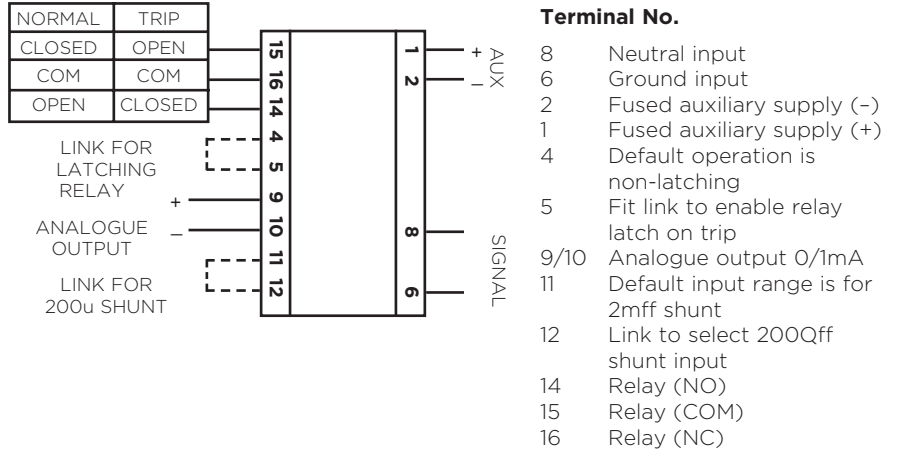 NORMAL TRIP
CLOSED OPEN
COM COM
OPEN CLOSED
15
16
14
4
5
9
10
11
12
LINK FOR
LATCHING
RELAY
+
ANALOGUE –
OUTPUT
LINK FOR
200u SHUNT
1
2
8
6
+
–
AUX
SIGNAL
Terminal No.
8 Neutral input
6 Ground input
2 Fused auxiliary supply (–)
1 Fused auxiliary supply (+)
4 Default operation is
non-latching
5 Fit link to enable relay
latch on trip
9/10 Analogue output 0/1mA
11 Default input range is for
2mff shunt
12 Link to select 200Qff
shunt input
14 Relay (NO)
15 Relay (COM)
16 Relay (NC)